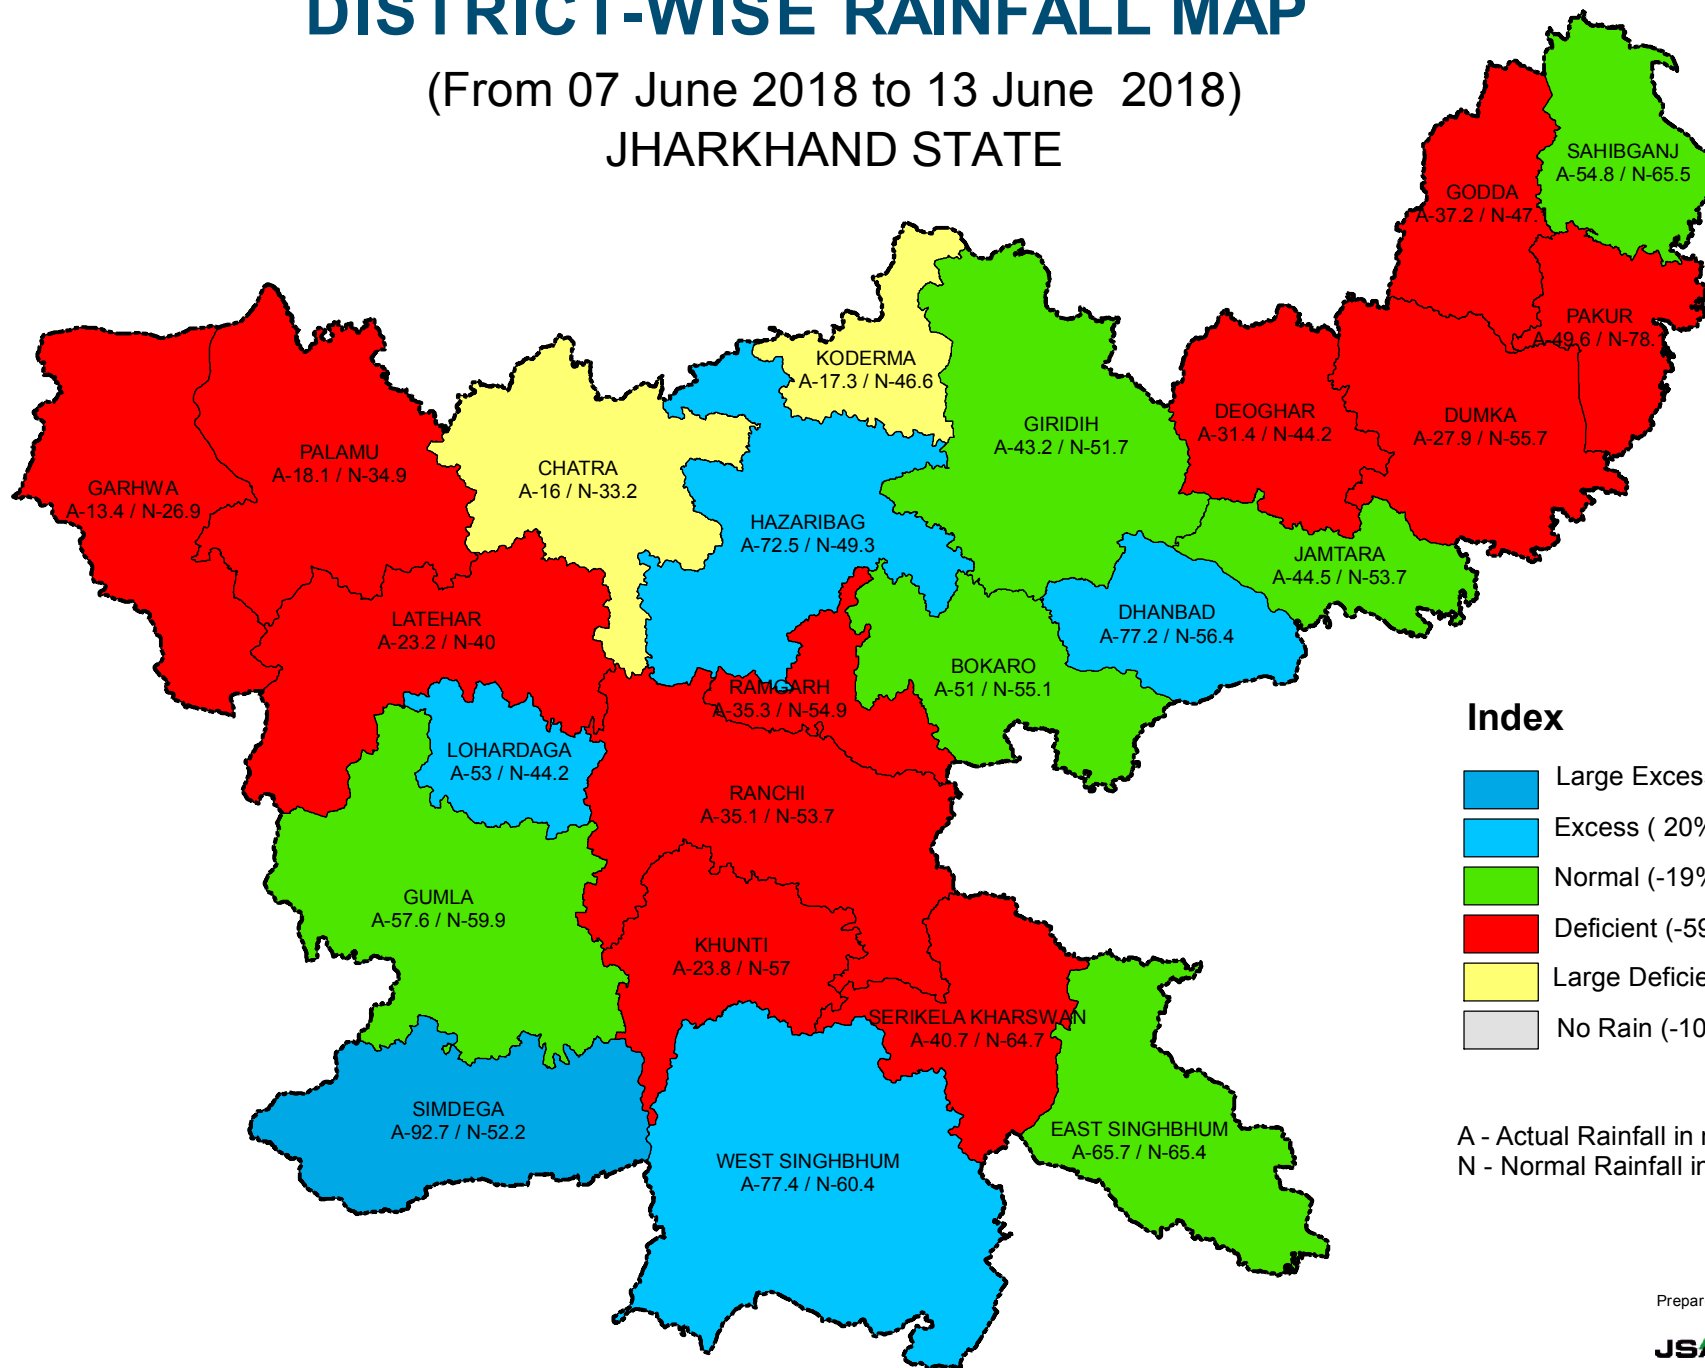 DISTRICT-WISE RAINFALL MAP
(From 07 June 2018 to 13 June 2018)
JHARKHAND STATE
SAHIBGANJ
A-54.8 / N-65.5
GODDA
A-37.2 / N-47.
PAKUR
A-49.6 / N-78.
KODERMA
A-17.3 / N-46.6
GIRIDIH
A-43.2 / N-51.7
DEOGHAR
A-31.4 / N-44.2
DUMKA
A-27.9 / N-55.7
PALAMU
A-18.1 / N-34.9
CHATRA
A-16 / N-33.2
GARHWA
A-13.4 / N-26.9
HAZARIBAG
A-72.5 / N-49.3
JAMTARA
A-44.5 / N-53.7
LATEHAR
A-23.2 / N-40
DHANBAD
A-77.2 / N-56.4
BOKARO
A-51 / N-55.1
RAMGARH
A-35.3 / N-54.9
LOHARDAGA
A-53 / N-44.2
RANCHI
A-35.1 / N-53.7
GUMLA
A-57.6 / N-59.9
KHUNTI
A-23.8 / N-57
SERIKELA KHARSWAN
A-40.7 / N-64.7
SIMDEGA
A-92.7 / N-52.2
EAST SINGHBHUM
A-65.7 / N-65.4
WEST SINGHBHUM
A-77.4 / N-60.4
Index
Large Exces
Excess ( 20%
Normal (-19%
Deficient (-59
Large Deficie
No Rain (-10
A - Actual Rainfall in
N - Normal Rainfall in
Prepar
JS